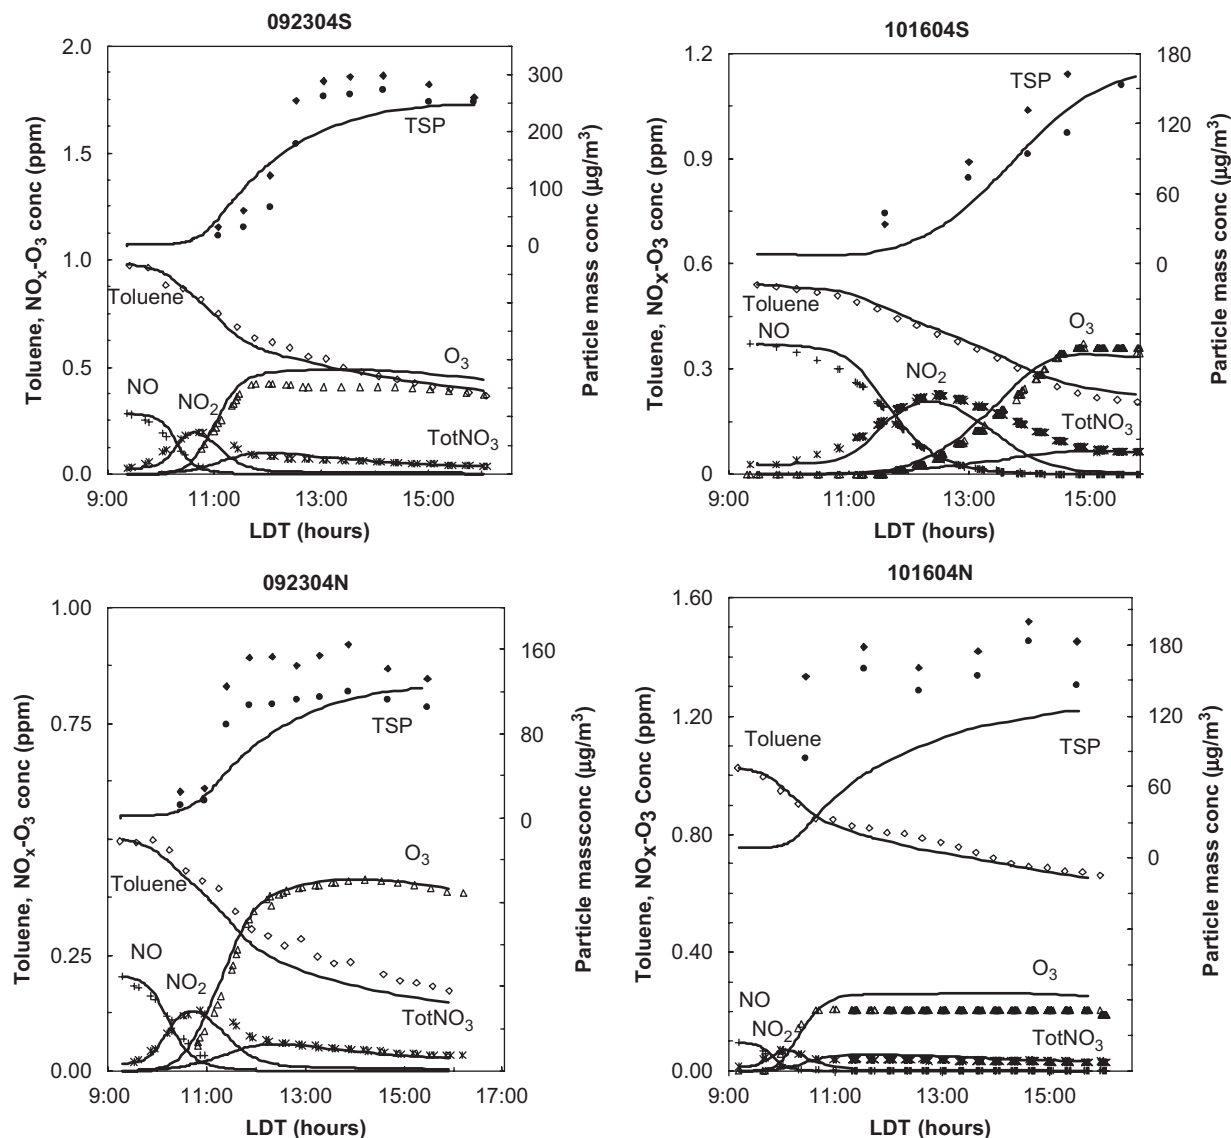 092304S
2.0
1.5
1.0
0.5
0.0
Toluene, NOx-O3 conc (ppm)
300
200
100
0
Particle mass conc (µg/m³)
TSP
Toluene
NO
NO2
O3
TotNO3
9:00 11:00 13:00 15:00
LDT (hours)
101604S
1.2
0.9
0.6
0.3
0
Toluene, NOx-O3 conc (ppm)
180
120
60
0
Particle mass conc (µg/m³)
TSP
Toluene
NO
NO2
O3
TotNO3
9:00 11:00 13:00 15:00
LDT (hours)
092304N
1.00
0.75
0.25
0.00
Toluene, NOx-O3 conc (ppm)
160
80
0
Particle massconc (µg/m³)
TSP
Toluene
NO
NO2
O3
TotNO3
9:00 11:00 13:00 15:00 17:00
LDT (hours)
101604N
1.60
1.20
0.80
0.40
0.00
Toluene, NOx-O3 Conc (ppm)
180
120
60
0
Particle mass conc (µg/m³)
Toluene
TSP
NO
NO2
O3
TotNO3
9:00 11:00 13:00 15:00
LDT (hours)